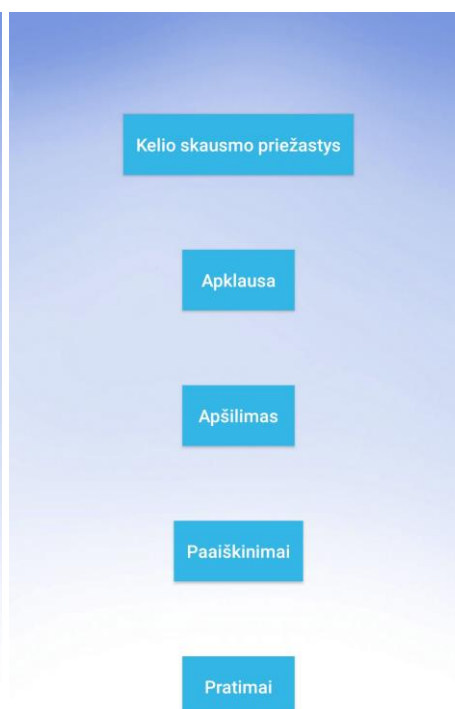 Kelio skausmo priežastys
Apklausa
Apšilimas
Paaiškinimai
Pratimai